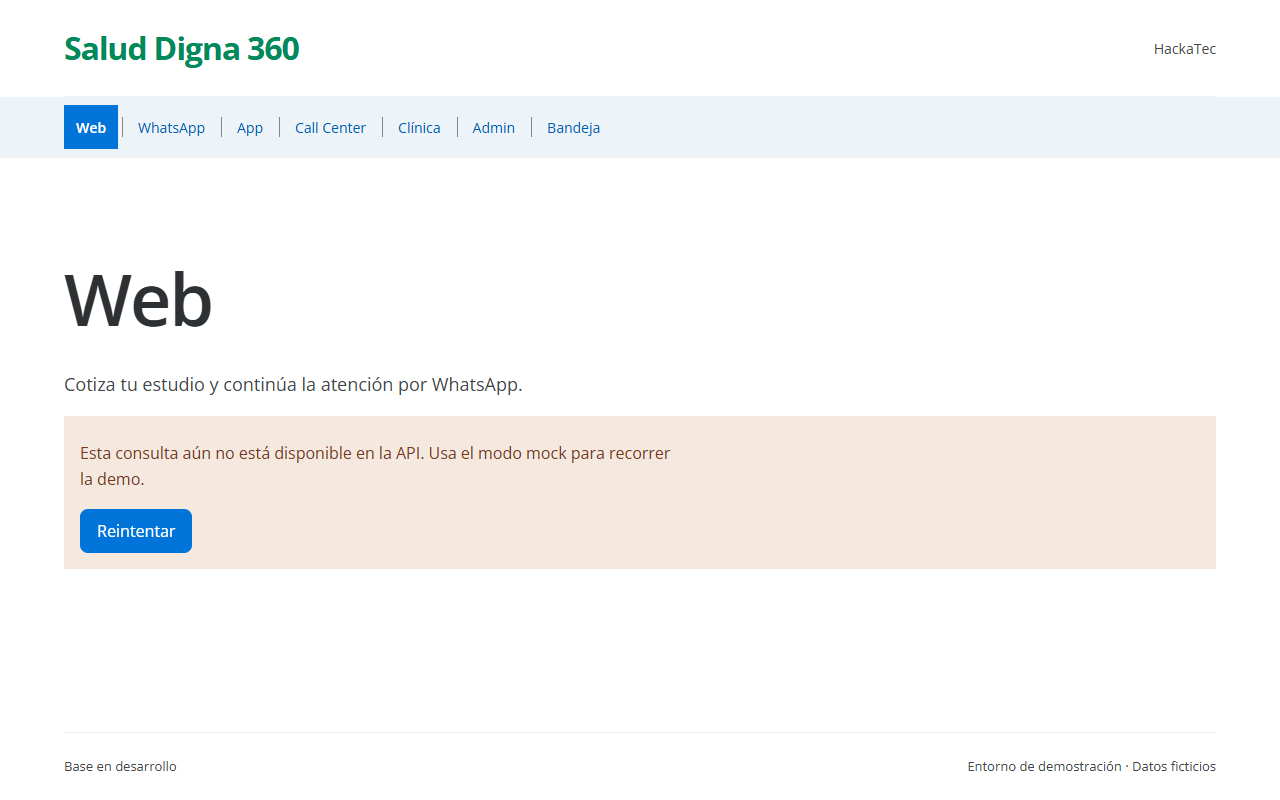 Salud Digna 360
HackaTec
Web
WhatsApp
App
Call Center
Clínica
Admin
Bandeja
Web
Cotiza tu estudio y continúa la atención por WhatsApp.
Esta consulta aún no está disponible en la API. Usa el modo mock para recorrer
la demo.
Reintentar
Base en desarrollo
Entorno de demostración · Datos ficticios